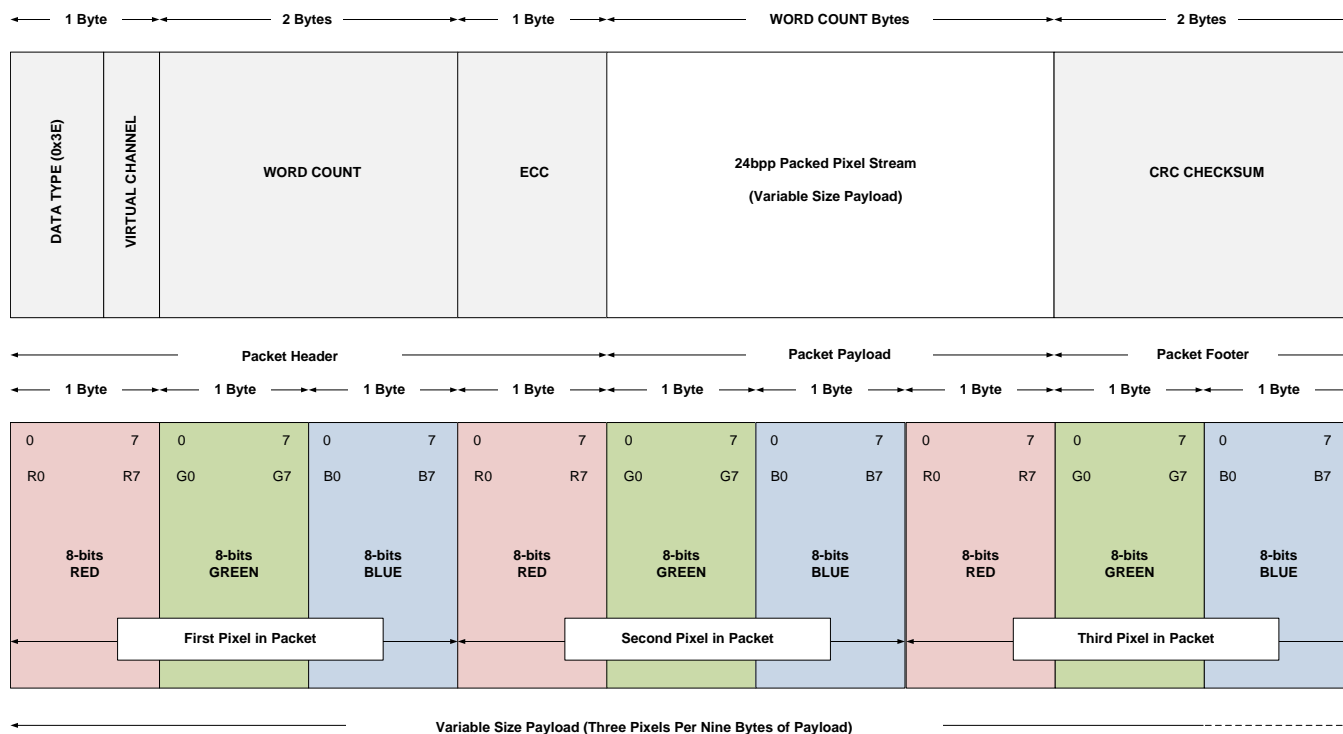 1 Byte 2 Bytes 1 Byte WORD COUNT Bytes 2 Bytes
DATA TYPE (0x3E)
VIRTUAL CHANNEL
WORD COUNT
ECC
24bpp Packed Pixel Stream
(Variable Size Payload)
CRC CHECKSUM
Packet Header Packet Payload Packet Footer
1 Byte 1 Byte 1 Byte 1 Byte 1 Byte 1 Byte 1 Byte 1 Byte 1 Byte
0 7 0 7 0 7 0 7 0 7 0 7 0 7 0 7 0 7
R0 R7 G0 G7 B0 B7 R0 R7 G0 G7 B0 B7 R0 R7 G0 G7 B0 B7
8-bits 8-bits 8-bits 8-bits 8-bits 8-bits 8-bits 8-bits 8-bits
RED GREEN BLUE RED GREEN BLUE RED GREEN BLUE
First Pixel in Packet Second Pixel in Packet Third Pixel in Packet
Variable Size Payload (Three Pixels Per Nine Bytes of Payload)